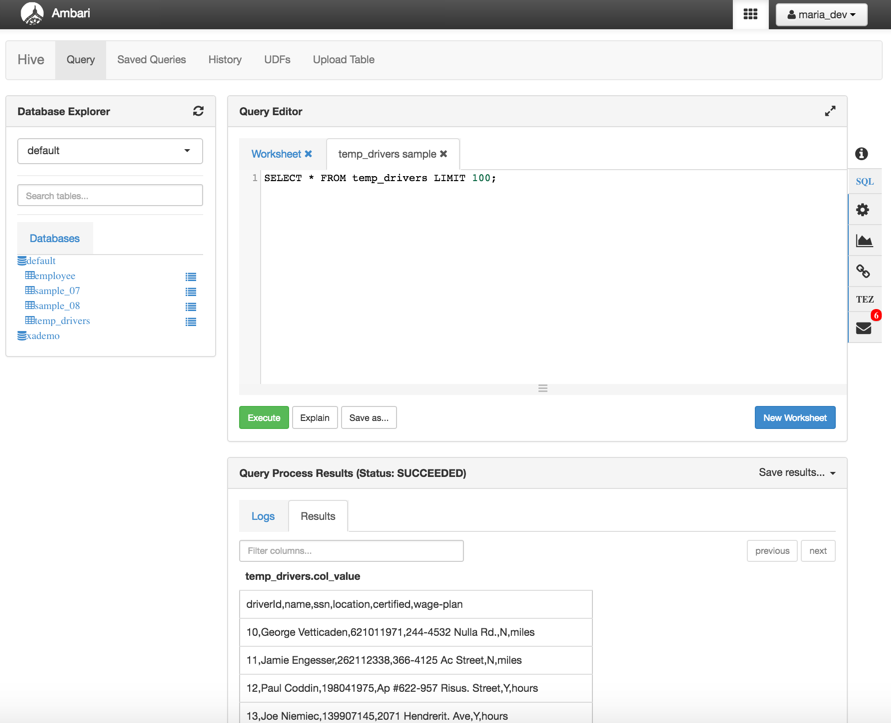 Ambari
maria_dev
Hive Query Saved Queries History UDFs Upload Table
Database Explorer
default
Search tables...
Databases
default
employee
sample_07
sample_08
temp_drivers
xademo
Query Editor
Worksheet ✖ temp_drivers sample ✖
1 SELECT * FROM temp_drivers LIMIT 100;
Execute Explain Save as... New Worksheet
SQL
TEZ
6
Query Process Results (Status: SUCCEEDED) Save results...
Logs Results
Filter columns... previous next
temp_drivers.col_value
driverId,name,ssn,location,certified,wage-plan
10,George Vetticaden,621011971,244-4532 Nulla Rd.,N,miles
11,Jamie Engesser,262112338,366-4125 Ac Street,N,miles
12,Paul Coddin,198041975,Ap #622-957 Risus. Street,Y,hours
13,Joe Niemiec,139907145,2071 Hendrerit. Ave,Y,hours